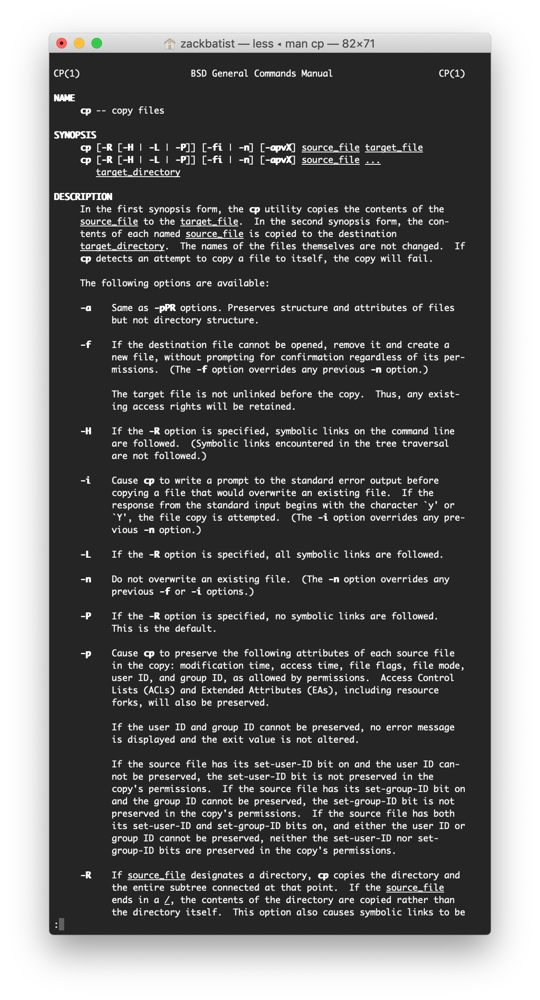 zackbatist — less ◂ man cp — 82×71
CP(1) BSD General Commands Manual CP(1)
NAME
cp -- copy files
SYNOPSIS
cp [-R [-H | -L | -P]] [-fi | -n] [-apvX] source_file target_file
cp [-R [-H | -L | -P]] [-fi | -n] [-apvX] source_file ...
target_directory
DESCRIPTION
In the first synopsis form, the cp utility copies the contents of the
source_file to the target_file.  In the second synopsis form, the con-
tents of each named source_file is copied to the destination
target_directory.  The names of the files themselves are not changed.  If
cp detects an attempt to copy a file to itself, the copy will fail.
The following options are available:
-a Same as -pPR options. Preserves structure and attributes of files
but not directory structure.
-f If the destination file cannot be opened, remove it and create a
new file, without prompting for confirmation regardless of its per-
missions.  (The -f option overrides any previous -n option.)
The target file is not unlinked before the copy.  Thus, any exist-
ing access rights will be retained.
-H If the -R option is specified, symbolic links on the command line
are followed.  (Symbolic links encountered in the tree traversal
are not followed.)
-i Cause cp to write a prompt to the standard error output before
copying a file that would overwrite an existing file.  If the
response from the standard input begins with the character `y' or
`Y', the file copy is attempted.  (The -i option overrides any pre-
vious -n option.)
-L If the -R option is specified, all symbolic links are followed.
-n Do not overwrite an existing file.  (The -n option overrides any
previous -f or -i options.)
-P If the -R option is specified, no symbolic links are followed.
This is the default.
-p Cause cp to preserve the following attributes of each source file
in the copy: modification time, access time, file flags, file mode,
user ID, and group ID, as allowed by permissions.  Access Control
Lists (ACLs) and Extended Attributes (EAs), including resource
forks, will also be preserved.
If the user ID and group ID cannot be preserved, no error message
is displayed and the exit value is not altered.
If the source file has its set-user-ID bit on and the user ID can-
not be preserved, the set-user-ID bit is not preserved in the
copy's permissions.  If the source file has its set-group-ID bit on
and the group ID cannot be preserved, the set-group-ID bit is not
preserved in the copy's permissions.  If the source file has both
its set-user-ID and set-group-ID bits on, and either the user ID or
group ID cannot be preserved, neither the set-user-ID nor set-
group-ID bits are preserved in the copy's permissions.
-R If source_file designates a directory, cp copies the directory and
the entire subtree connected at that point.  If the source_file
ends in a /, the contents of the directory are copied rather than
the directory itself.  This option also causes symbolic links to be
: